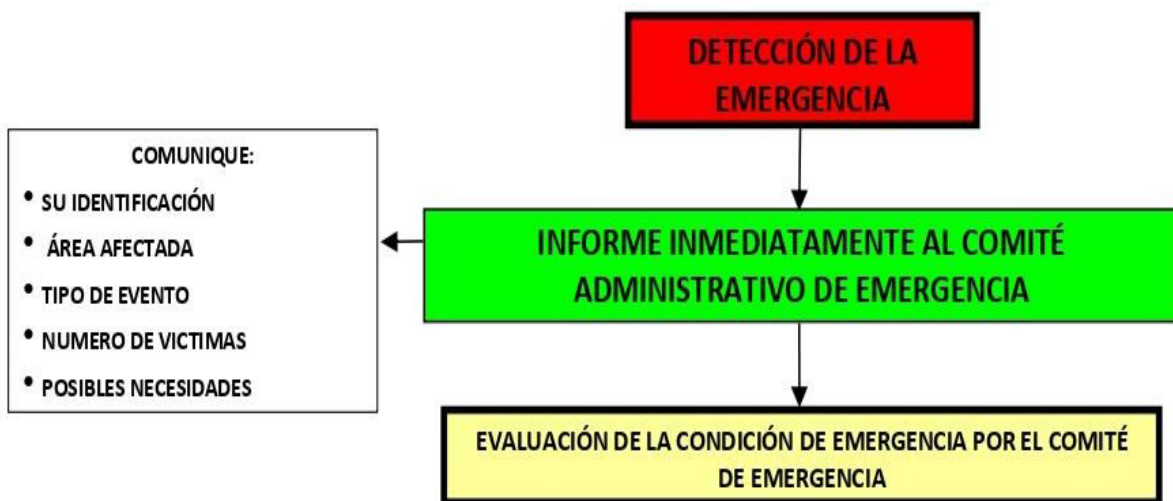 DETECCIÓN DE LA
EMERGENCIA
INFORME INMEDIATAMENTE AL COMITÉ
ADMINISTRATIVO DE EMERGENCIA
COMUNIQUE:
• SU IDENTIFICACIÓN
• ÁREA AFECTADA
• TIPO DE EVENTO
• NUMERO DE VICTIMAS
• POSIBLES NECESIDADES
EVALUACIÓN DE LA CONDICIÓN DE EMERGENCIA POR EL COMITÉ
DE EMERGENCIA